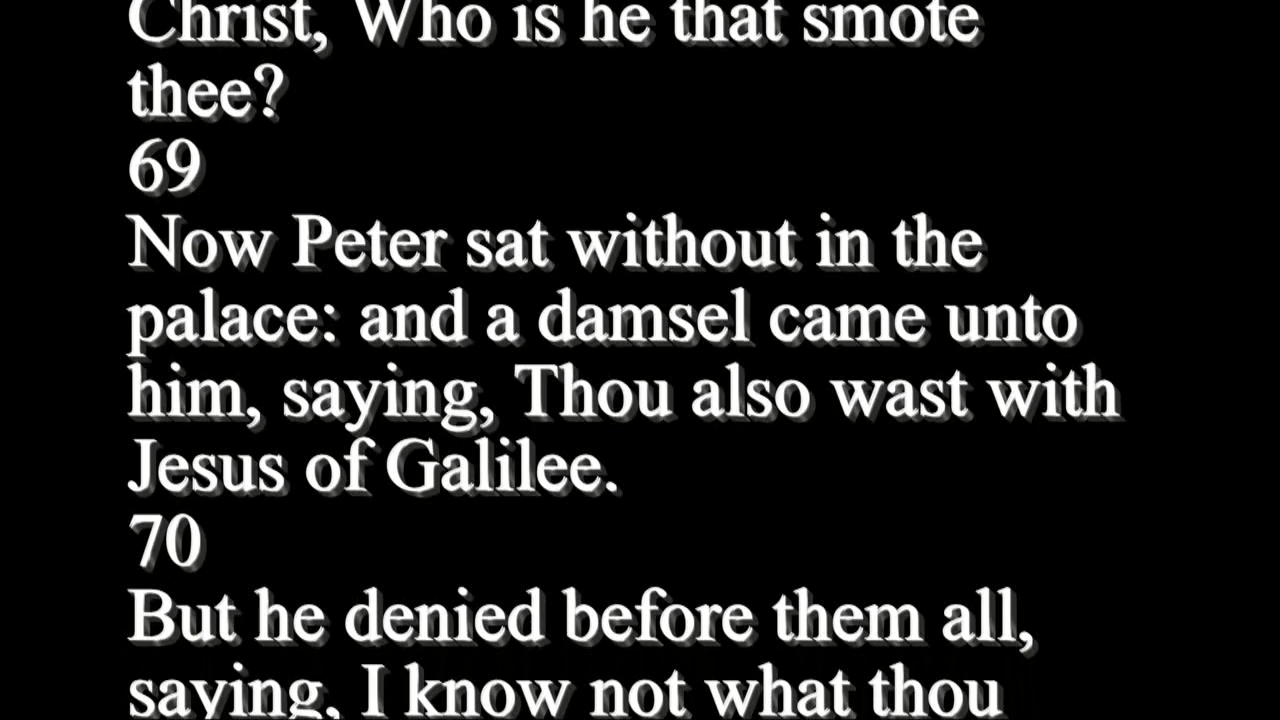 Christ, Who is he that smote
thee?
69
Now Peter sat without in the
palace: and a damsel came unto
him, saying, Thou also wast with
Jesus of Galilee.
70
But he denied before them all,
saying, I know not what thou